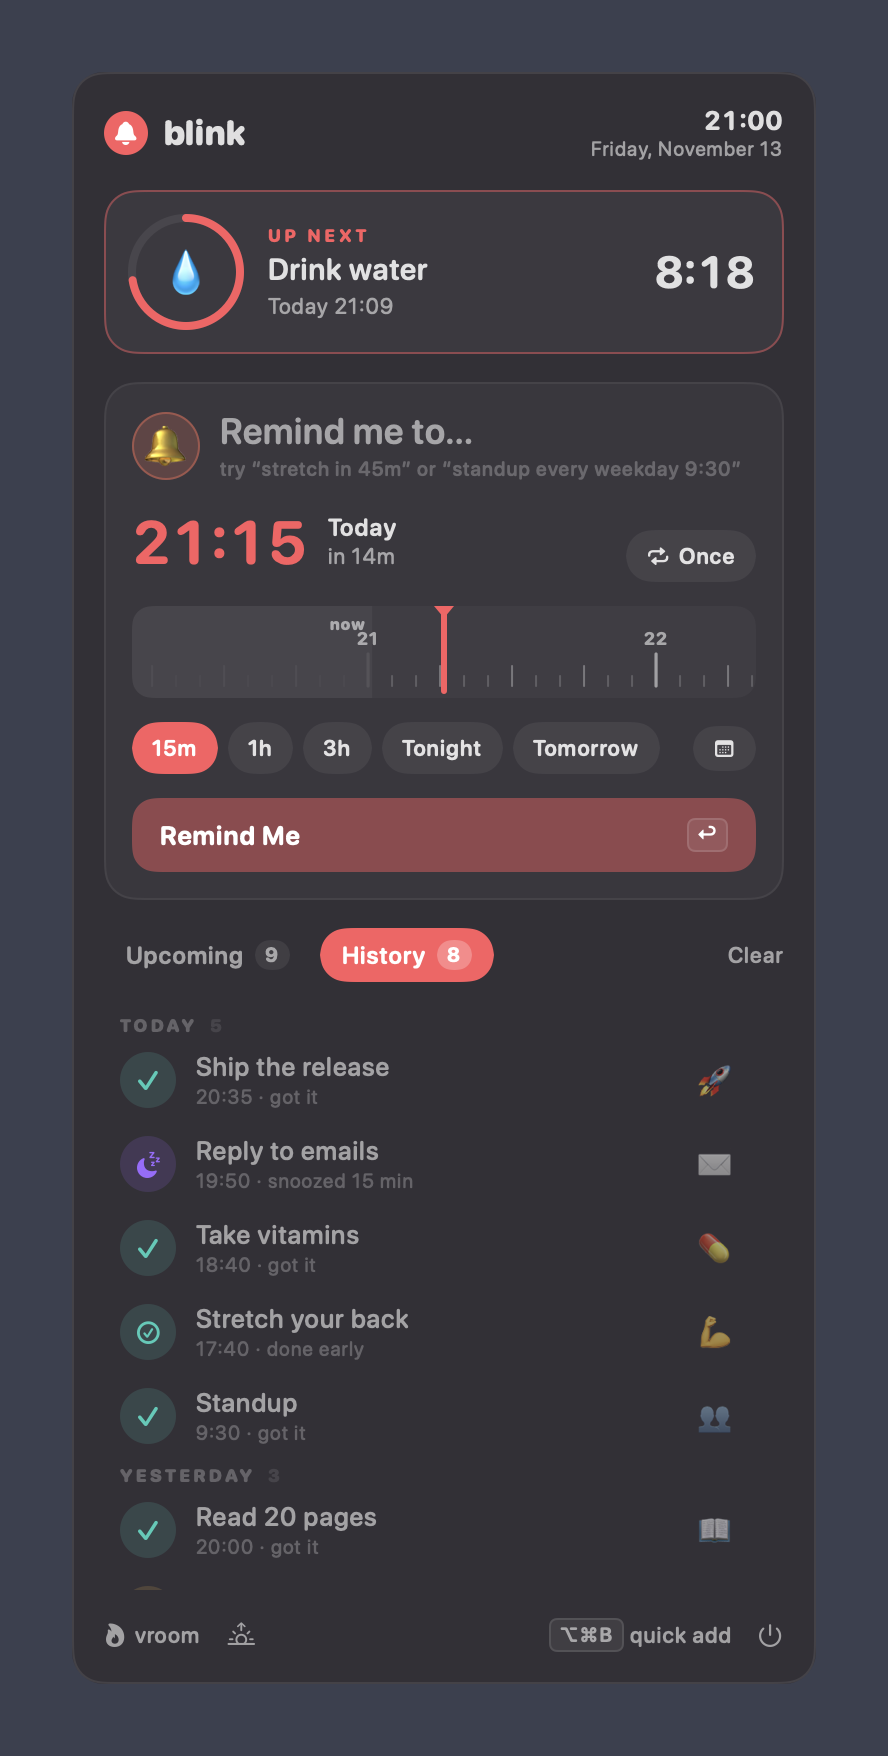 blink
21:00
Friday, November 13
UP NEXT
Drink water
Today 21:09
8:18
Remind me to...
try “stretch in 45m” or “standup every weekday 9:30”
21:15
Today
in 14m
Once
now
21
22
15m 1h 3h Tonight Tomorrow
Remind Me
Upcoming 9 History 8 Clear
TODAY 5
Ship the release
20:35 · got it
Reply to emails
19:50 · snoozed 15 min
Take vitamins
18:40 · got it
Stretch your back
17:40 · done early
Standup
9:30 · got it
YESTERDAY 3
Read 20 pages
20:00 · got it
vroom ⌥⌘B quick add